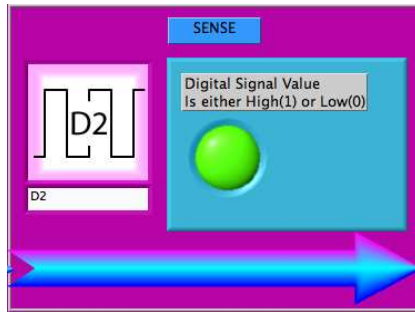 SENSE
Digital Signal Value
Is either High(1) or Low(0)
D2
D2